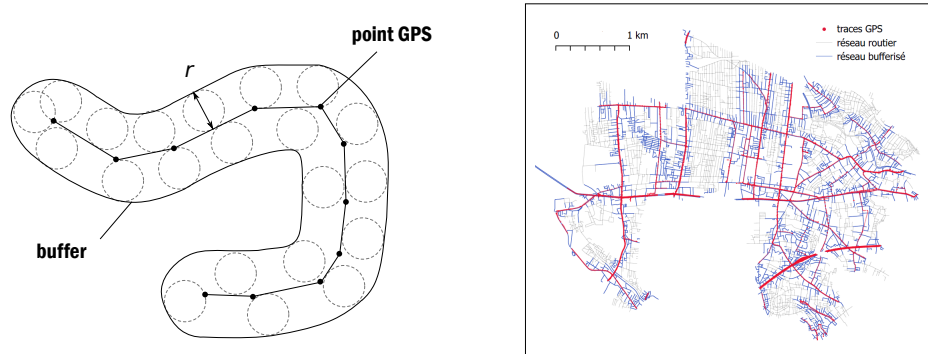 point GPS
r
buffer
0 1 km
traces GPS
réseau routier
réseau bufferisé